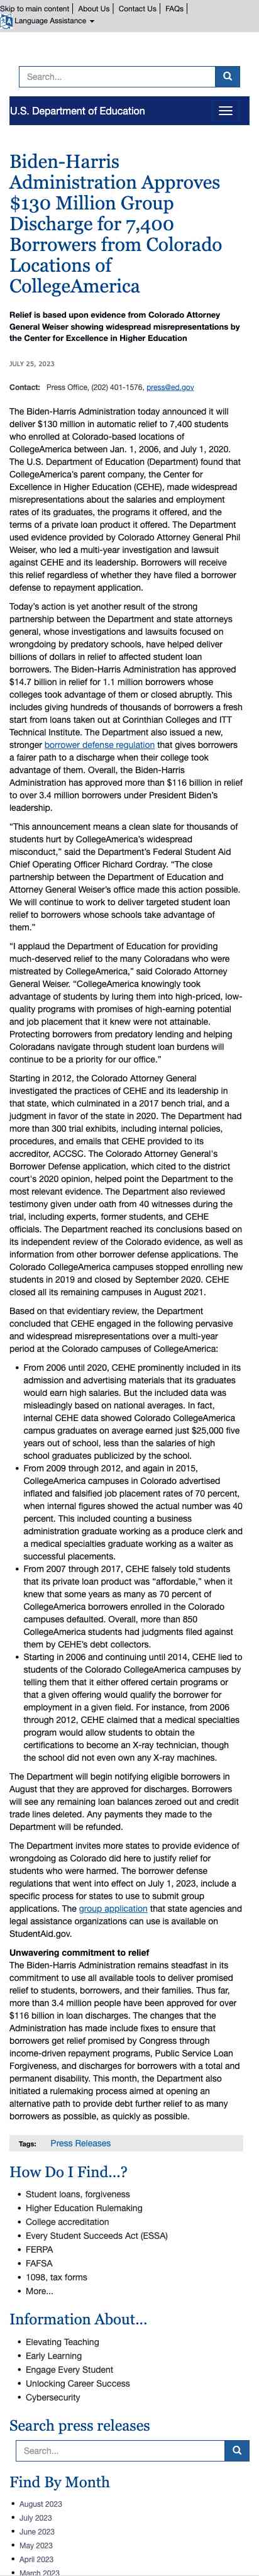 Skip to main content | About Us | Contact Us | FAQs |
Language Assistance
Search...
U.S. Department of Education
Biden-Harris
Administration Approves
$130 Million Group
Discharge for 7,400
Borrowers from Colorado
Locations of
CollegeAmerica
Relief is based upon evidence from Colorado Attorney
General Weiser showing widespread misrepresentations by
the Center for Excellence in Higher Education
JULY 25, 2023
Contact: Press Office, (202) 401-1576, press@ed.gov
The Biden-Harris Administration today announced it will
deliver $130 million in automatic relief to 7,400 students
who enrolled at Colorado-based locations of
CollegeAmerica between Jan. 1, 2006, and July 1, 2020.
The U.S. Department of Education (Department) found that
CollegeAmerica's parent company, the Center for
Excellence in Higher Education (CEHE), made widespread
misrepresentations about the salaries and employment
rates of its graduates, the programs it offered, and the
terms of a private loan product it offered. The Department
used evidence provided by Colorado Attorney General Phil
Weiser, who led a multi-year investigation and lawsuit
against CEHE and its leadership. Borrowers will receive
this relief regardless of whether they have filed a borrower
defense to repayment application.
Today's action is yet another result of the strong
partnership between the Department and state attorneys
general, whose investigations and lawsuits focused on
wrongdoing by predatory schools, have helped deliver
billions of dollars in relief to affected student loan
borrowers. The Biden-Harris Administration has approved
$14.7 billion in relief for 1.1 million borrowers whose
colleges took advantage of them or closed abruptly. This
includes giving hundreds of thousands of borrowers a fresh
start from loans taken out at Corinthian Colleges and ITT
Technical Institute. The Department also issued a new,
stronger borrower defense regulation that gives borrowers
a fairer path to a discharge when their college took
advantage of them. Overall, the Biden-Harris
Administration has approved more than $116 billion in relief
to over 3.4 million borrowers under President Biden's
leadership.
“This announcement means a clean slate for thousands of
students hurt by CollegeAmerica's widespread
misconduct,” said the Department's Federal Student Aid
Chief Operating Officer Richard Cordray. “The close
partnership between the Department of Education and
Attorney General Weiser's office made this action possible.
We will continue to work to deliver targeted student loan
relief to borrowers whose schools take advantage of
them.”
“I applaud the Department of Education for providing
much-deserved relief to the many Coloradans who were
mistreated by CollegeAmerica,” said Colorado Attorney
General Weiser. “CollegeAmerica knowingly took
advantage of students by luring them into high-priced, low-
quality programs with promises of high-earning potential
and job placement that it knew were not attainable.
Protecting borrowers from predatory lending and helping
Coloradans navigate through student loan burdens will
continue to be a priority for our office.”
Starting in 2012, the Colorado Attorney General
investigated the practices of CEHE and its leadership in
that state, which culminated in a 2017 bench trial, and a
judgment in favor of the state in 2020. The Department had
more than 300 trial exhibits, including internal policies,
procedures, and emails that CEHE provided to its
accreditor, ACCSC. The Colorado Attorney General's
Borrower Defense application, which cited to the district
court's 2020 opinion, helped point the Department to the
most relevant evidence. The Department also reviewed
testimony given under oath from 40 witnesses during the
trial, including experts, former students, and CEHE
officials. The Department reached its conclusions based on
its independent review of the Colorado evidence, as well as
information from other borrower defense applications. The
Colorado CollegeAmerica campuses stopped enrolling new
students in 2019 and closed by September 2020. CEHE
closed all its remaining campuses in August 2021.
Based on that evidentiary review, the Department
concluded that CEHE engaged in the following pervasive
and widespread misrepresentations over a multi-year
period at the Colorado campuses of CollegeAmerica:
• From 2006 until 2020, CEHE prominently included in its
admission and advertising materials that its graduates
would earn high salaries. But the included data was
misleadingly based on national averages. In fact,
internal CEHE data showed Colorado CollegeAmerica
campus graduates on average earned just $25,000 five
years out of school, less than the salaries of high
school graduates publicized by the school.
• From 2009 through 2012, and again in 2015,
CollegeAmerica campuses in Colorado advertised
inflated and falsified job placement rates of 70 percent,
when internal figures showed the actual number was 40
percent. This included counting a business
administration graduate working as a produce clerk and
a medical specialties graduate working as a waiter as
successful placements.
• From 2007 through 2017, CEHE falsely told students
that its private loan product was “affordable,” when it
knew that some years as many as 70 percent of
CollegeAmerica borrowers enrolled in the Colorado
campuses defaulted. Overall, more than 850
CollegeAmerica students had judgments filed against
them by CEHE's debt collectors.
• Starting in 2006 and continuing until 2014, CEHE lied to
students of the Colorado CollegeAmerica campuses by
telling them that it either offered certain programs or
that a given offering would qualify the borrower for
employment in a given field. For instance, from 2006
through 2012, CEHE claimed that a medical specialties
program would allow students to obtain the
certifications to become an X-ray technician, though
the school did not even own any X-ray machines.
The Department will begin notifying eligible borrowers in
August that they are approved for discharges. Borrowers
will see any remaining loan balances zeroed out and credit
trade lines deleted. Any payments they made to the
Department will be refunded.
The Department invites more states to provide evidence of
wrongdoing as Colorado did here to justify relief for
students who were harmed. The borrower defense
regulations that went into effect on July 1, 2023, include a
specific process for states to use to submit group
applications. The group application that state agencies and
legal assistance organizations can use is available on
StudentAid.gov.
Unwavering commitment to relief
The Biden-Harris Administration remains steadfast in its
commitment to use all available tools to deliver promised
relief to students, borrowers, and their families. Thus far,
more than 3.4 million people have been approved for over
$116 billion in loan discharges. The changes that the
Administration has made include fixes to ensure that
borrowers get relief promised by Congress through
income-driven repayment programs, Public Service Loan
Forgiveness, and discharges for borrowers with a total and
permanent disability. This month, the Department also
initiated a rulemaking process aimed at opening an
alternative path to provide debt further relief to as many
borrowers as possible, as quickly as possible.
Tags: Press Releases
How Do I Find...?
• Student loans, forgiveness
• Higher Education Rulemaking
• College accreditation
• Every Student Succeeds Act (ESSA)
• FERPA
• FAFSA
• 1098, tax forms
• More...
Information About...
• Elevating Teaching
• Early Learning
• Engage Every Student
• Unlocking Career Success
• Cybersecurity
Search press releases
Search...
Find By Month
• August 2023
• July 2023
• June 2023
• May 2023
• April 2023
• March 2023